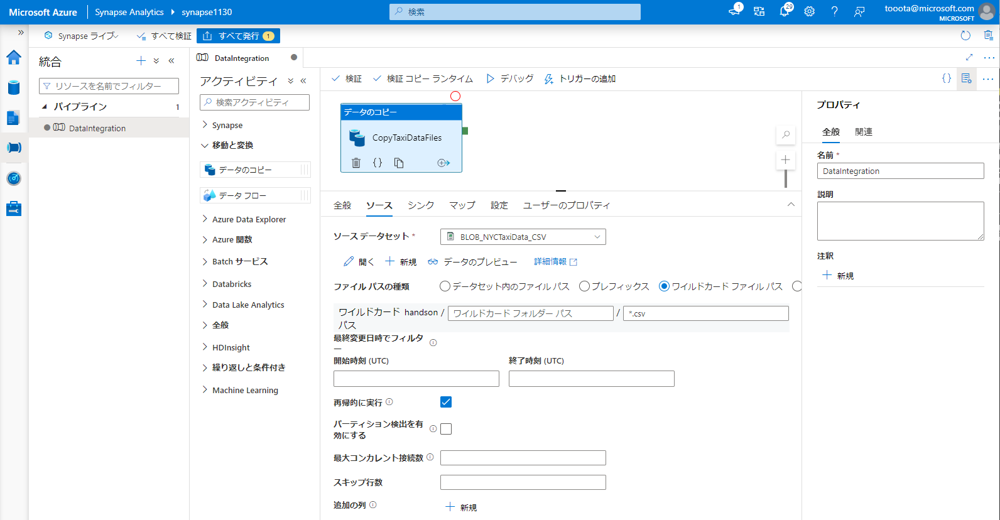 Microsoft Azure
Synapse Analytics
synapse1130
検索
1
29
tooota@microsoft.com
MICROSOFT
Synapse ライブ
すべて検証
すべて発行 1
統合
リソースを名前でフィルター
パイプライン 1
DataIntegration
DataIntegration
アクティビティ
検索アクティビティ
Synapse
移動と変換
データのコピー
データ フロー
Azure Data Explorer
Azure 関数
Batch サービス
Databricks
Data Lake Analytics
全般
HDInsight
繰り返しと条件付き
Machine Learning
検証 検証 コピー ランタイム デバッグ トリガーの追加
データのコピー
CopyTaxiDataFiles
全般 ソース シンク マップ 設定 ユーザーのプロパティ
ソース データセット * BLOB_NYCTaxiData_CSV
開く 新規 データのプレビュー 詳細情報
ファイル パスの種類 データセット内のファイル パス プレフィックス ワイルドカード ファイル パス
ワイルドカード handson / ワイルドカード フォルダー パス / *.csv
パス
最終変更日時でフィルタ
ー
開始時刻 (UTC) 終了時刻 (UTC)
再帰的に実行
パーティション検出を有
効にする
最大コンカレント接続数
スキップ行数
追加の列 新規
プロパティ
全般 関連
名前 *
DataIntegration
説明
注釈
新規